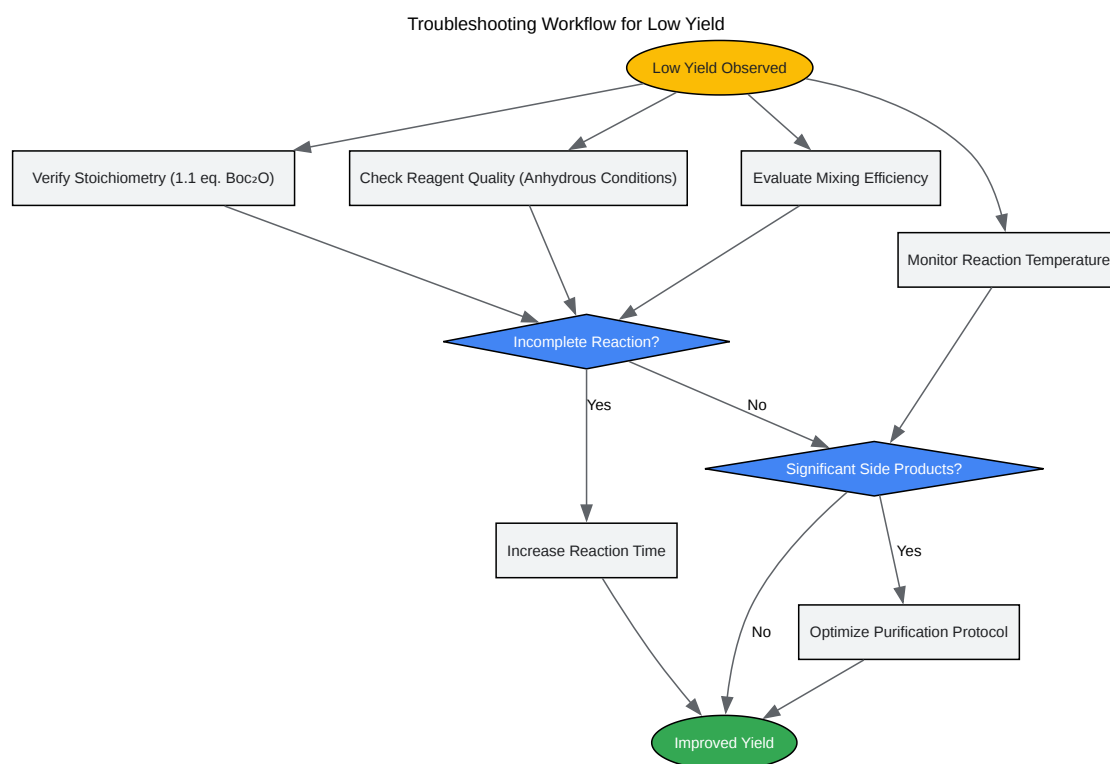 Troubleshooting Workflow for Low Yield
Low Yield Observed
Verify Stoichiometry (1.1 eq. Boc₂O)
Check Reagent Quality (Anhydrous Conditions)
Evaluate Mixing Efficiency
Monitor Reaction Temperature
Incomplete Reaction?
Yes
No
Significant Side Products?
Increase Reaction Time
Yes
No
Optimize Purification Protocol
Improved Yield